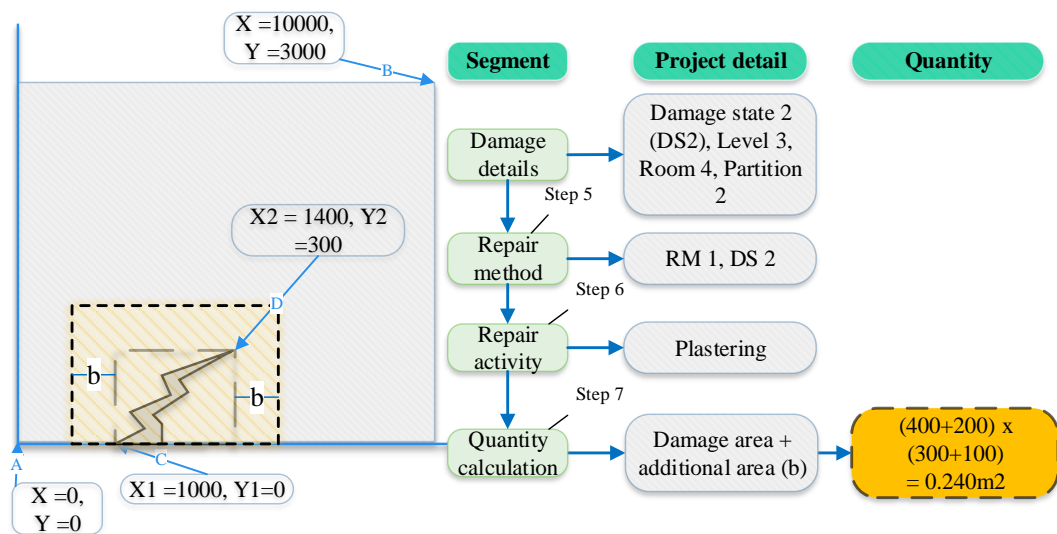 X =10000,
Y =3000
B
X2 = 1400, Y2
=300
D
b
b
A
C
X =0,
Y =0
X1 =1000, Y1=0
Segment
Project detail
Quantity
Damage
details
Damage state 2
(DS2), Level 3,
Room 4, Partition
2
Step 5
Repair
method
RM 1, DS 2
Step 6
Repair
activity
Plastering
Step 7
Quantity
calculation
Damage area +
additional area (b)
(400+200) x
(300+100)
= 0.240m2